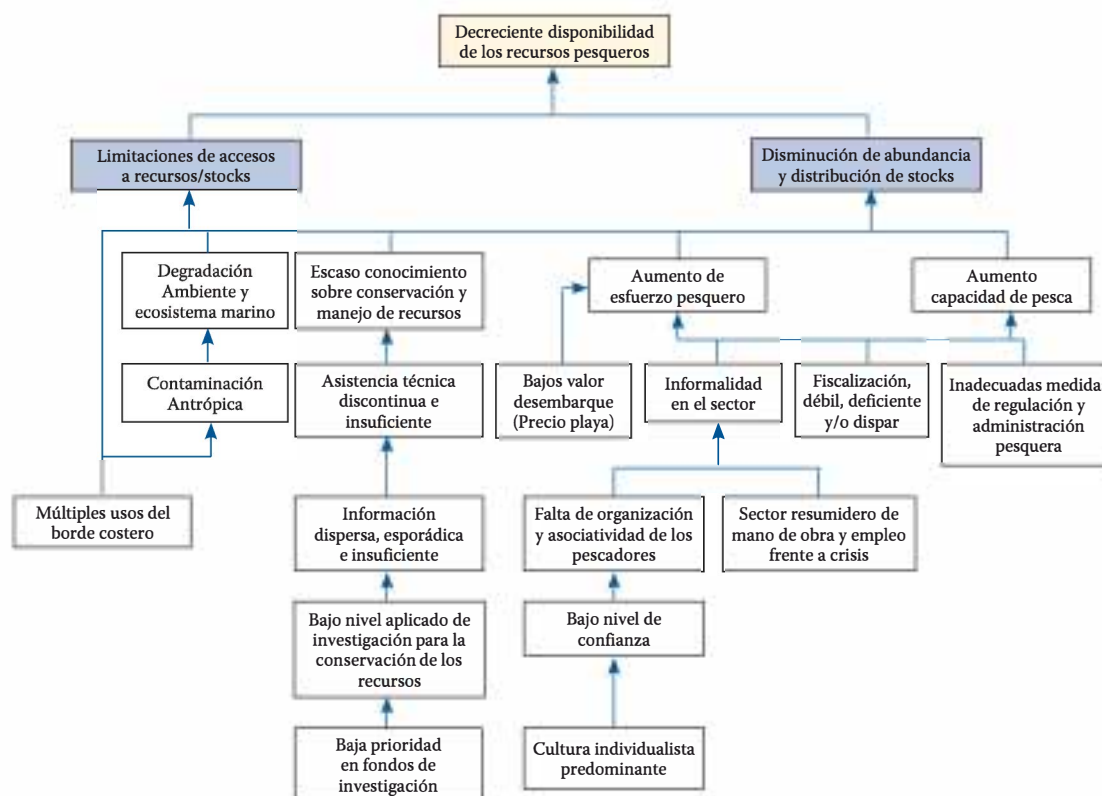 Decreciente disponibilidad
de los recursos pesqueros
Limitaciones de accesos
a recursos/stocks
Disminución de abundancia
y distribución de stocks
Degradación
Ambiente y
ecosistema marino
Escaso conocimiento
sobre conservación y
manejo de recursos
Aumento de
esfuerzo pesquero
Aumento
capacidad de pesca
Contaminación
Antrópica
Asistencia técnica
discontinua e
insuficiente
Bajos valor
desembarque
(Precio playa)
Informalidad
en el sector
Fiscalización,
débil, deficiente
y/o dispar
Inadecuadas medida
de regulación y
administración
pesquera
Múltiples usos del
borde costero
Información
dispersa, esporádica
e insuficiente
Falta de organización
y asociatividad de los
pescadores
Sector resumidero de
mano de obra y empleo
frente a crisis
Bajo nivel aplicado de
investigación para la
conservación de los
recursos
Bajo nivel de
confianza
Baja prioridad
en fondos de
investigación
Cultura individualista
predominante